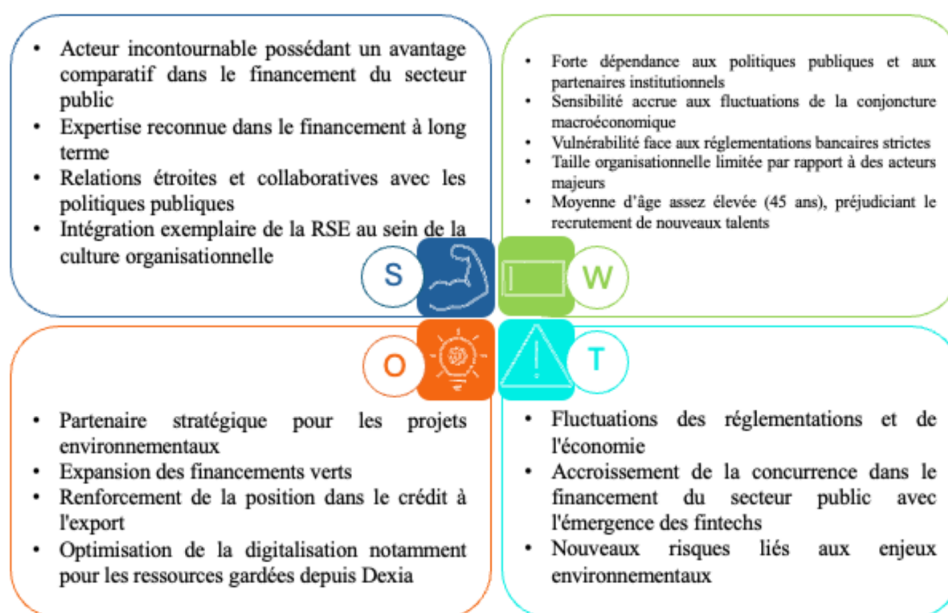 • Acteur incontournable possédant un avantage
comparatif dans le financement du secteur
public
• Expertise reconnue dans le financement à long
terme
• Relations étroites et collaboratives avec les
politiques publiques
• Intégration exemplaire de la RSE au sein de la
culture organisationnelle
S
• Forte dépendance aux politiques publiques et aux
partenaires institutionnels
• Sensibilité accrue aux fluctuations de la conjoncture
macroéconomique
• Vulnérabilité face aux réglementations bancaires strictes
• Taille organisationnelle limitée par rapport à des acteurs
majeurs
• Moyenne d'âge assez élevée (45 ans), préjudiciant le
recrutement de nouveaux talents
W
O
• Partenaire stratégique pour les projets
environnementaux
• Expansion des financements verts
• Renforcement de la position dans le crédit à
l'export
• Optimisation de la digitalisation notamment
pour les ressources gardées depuis Dexia
T
• Fluctuations des réglementations et de
l'économie
• Accroissement de la concurrence dans le
financement du secteur public avec
l'émergence des fintechs
• Nouveaux risques liés aux enjeux
environnementaux